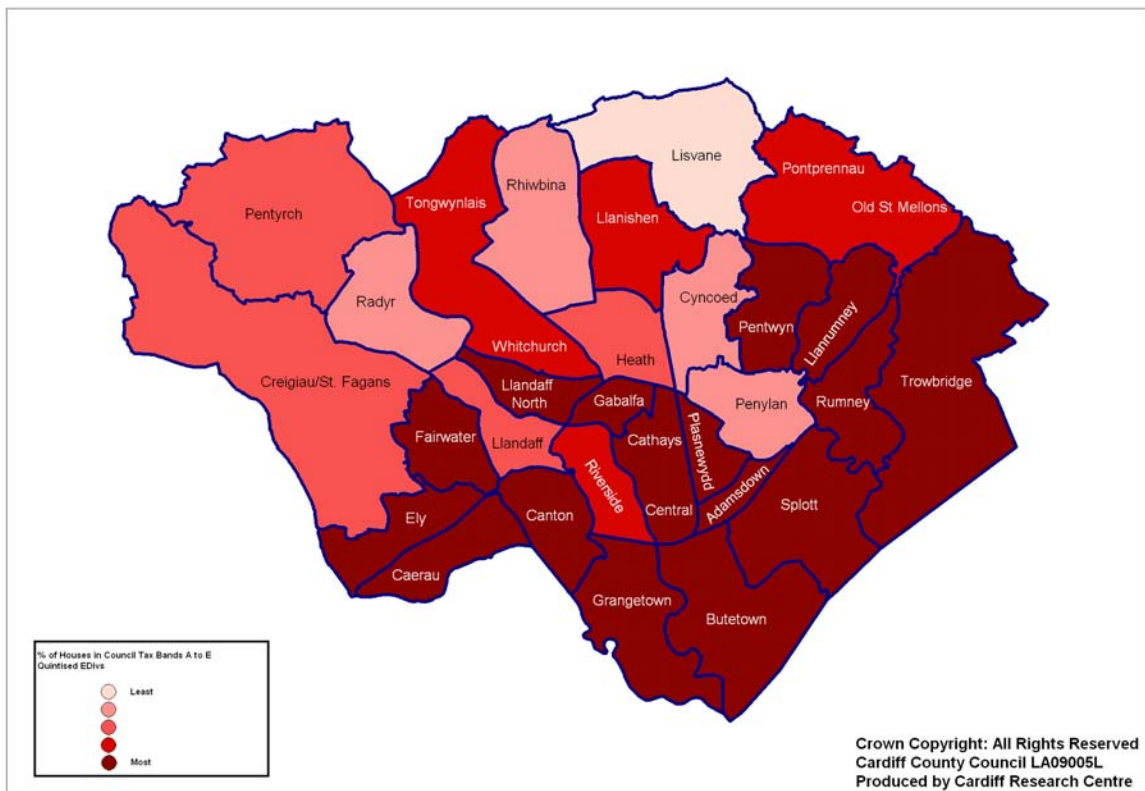 Lisvane
Pontprennau
Rhiwbina
Tongwynlais
Llanishen
Old St Mellons
Pentyrch
Radyr
Cyncoed
Pentwyn
Llanrumney
Whitchurch
Heath
Creigiau/St. Fagans
Trowbridge
Llandaff
North
Gabalfa
Penylan
Rumney
Fairwater
Llandaff
Cathays
Plasnewydd
Riverside
Adamsdown
Splott
Central
Ely
Canton
Caerau
Grangetown
Butetown
% of Houses in Council Tax Bands A to E
Quintised EDivs
Least
Most
Crown Copyright: All Rights Reserved
Cardiff County Council LA09005L
Produced by Cardiff Research Centre